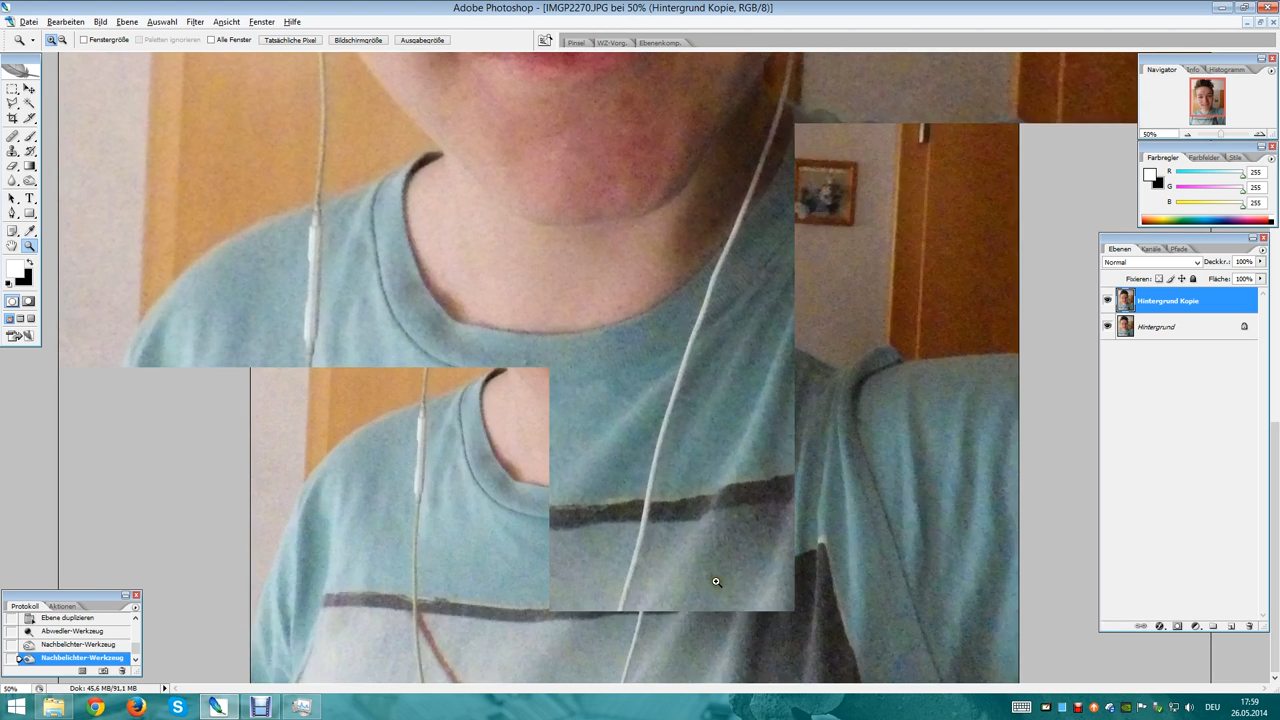 Adobe Photoshop - [IMGP2270.JPG bei 50% (Hintergrund Kopie, RGB/8)]
Datei Bearbeiten Bild Ebene Auswahl Filter Ansicht Fenster Hilfe
Fenstergröße Paletten ignorieren Alle Fenster Tatsächliche Pixel Bildschirmgröße Ausgabegröße Pinsel WZ-Vorg. Ebenenkomp.
Navigator Info Histogramm
50%
Farbregler Farbfelder Stile
R 255
G 255
B 255
Ebenen Kanäle Pfade
Normal Deckkr.: 100%
Fixieren: Fläche: 100%
Hintergrund Kopie
Hintergrund
Protokoll Aktionen
Ebene duplizieren
Abwedler-Werkzeug
Nachbelichter-Werkzeug
Nachbelichter-Werkzeug
50% Dok: 45,6 MB/91,1 MB
DEU
17:59
26.05.2014